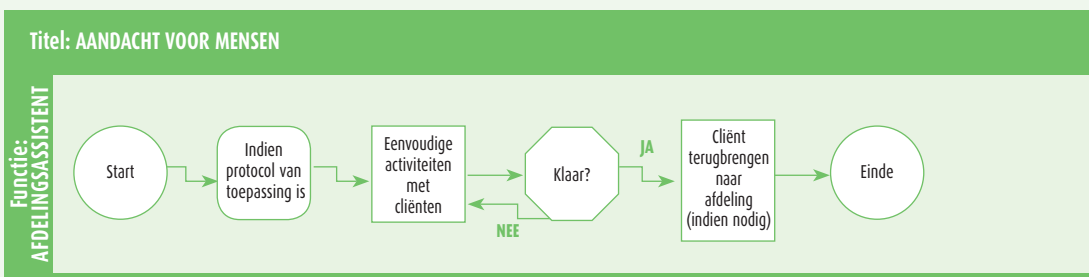 Titel: AANDACHT VOOR MENSEN
Functie:
AFDELINGSASSISTENT
Start
Indien
protocol van
toepassing is
Eenvoudige
activiteiten
met
cliënten
Klaar?
JA
NEE
Cliënt
terugbrengen
naar
afdeling
(indien nodig)
Einde